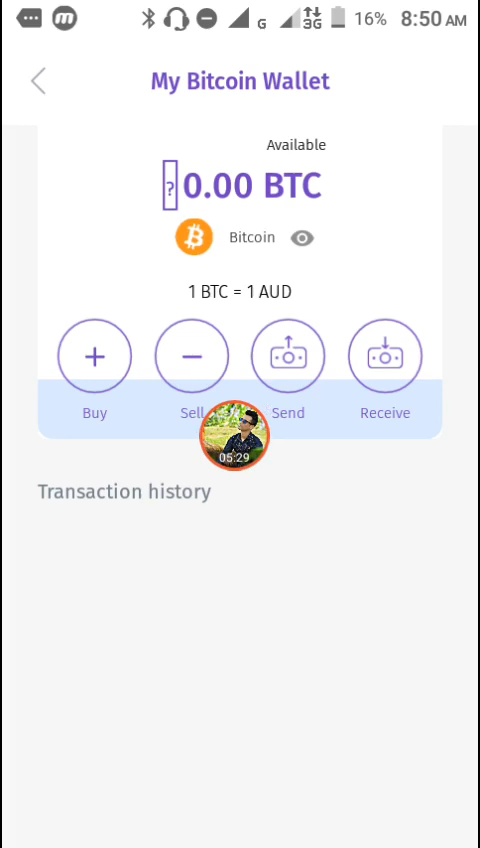 G 3G 16% 8:50 AM
My Bitcoin Wallet
Available
?0.00 BTC
Bitcoin
1 BTC = 1 AUD
Buy Sell Send Receive
05:29
Transaction history